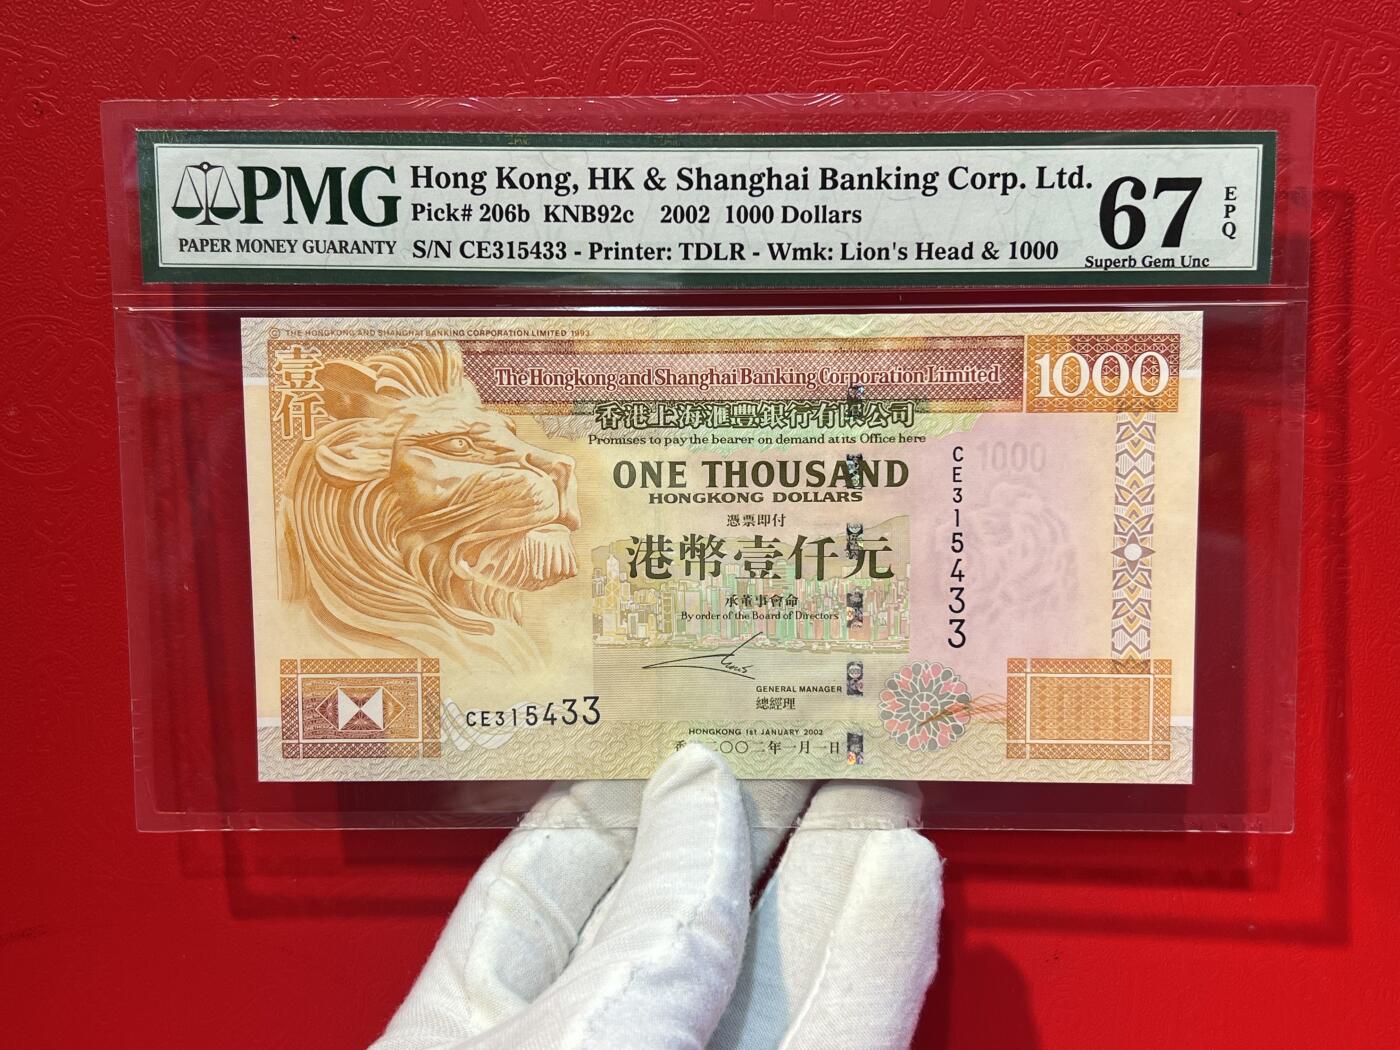 PMG
PAPER MONEY GUARANTY
Hong Kong, HK & Shanghai Banking Corp. Ltd.
Pick# 206b KNB92c 2002 1000 Dollars
S/N CE315433 - Printer: TDLR - Wmk: Lion's Head & 1000
67
EPQ
Superb Gem Unc
© THE HONGKONG AND SHANGHAI BANKING CORPORATION LIMITED 1993
壹仟
The Hongkong and Shanghai Banking Corporation Limited
1000
香港上海滙豐銀行有限公司
Promises to pay the bearer on demand at its Office here
ONE THOUSAND
HONGKONG DOLLARS
憑票即付
港幣壹仟元
承董事會命
By order of the Board of Directors
CE315433
1000
GENERAL MANAGER
總經理
CE315433
HONGKONG 1st JANUARY 2002
香 二〇〇二年一月一日